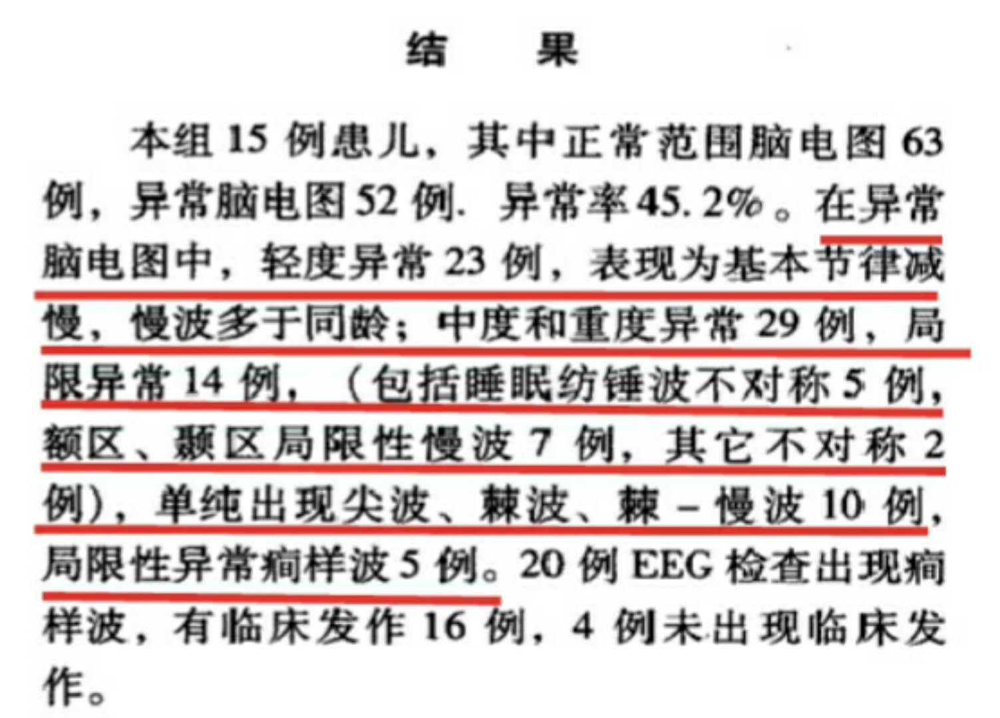 结 果
本组 15 例患儿，其中正常范围脑电图 63
例，异常脑电图 52 例. 异常率 45. 2% 。在异常
脑电图中，轻度异常 23 例，表现为基本节律减
慢，慢波多于同龄；中度和重度异常 29 例，局
限异常 14 例，（包括睡眠纺锤波不对称 5 例，
额区、颞区局限性慢波 7 例，其它不对称 2
例），单纯出现尖波、棘波、棘 – 慢波 10 例，
局限性异常痫样波 5 例。20 例 EEG 检查出现痫
样波，有临床发作 16 例，4 例未出现临床发
作。